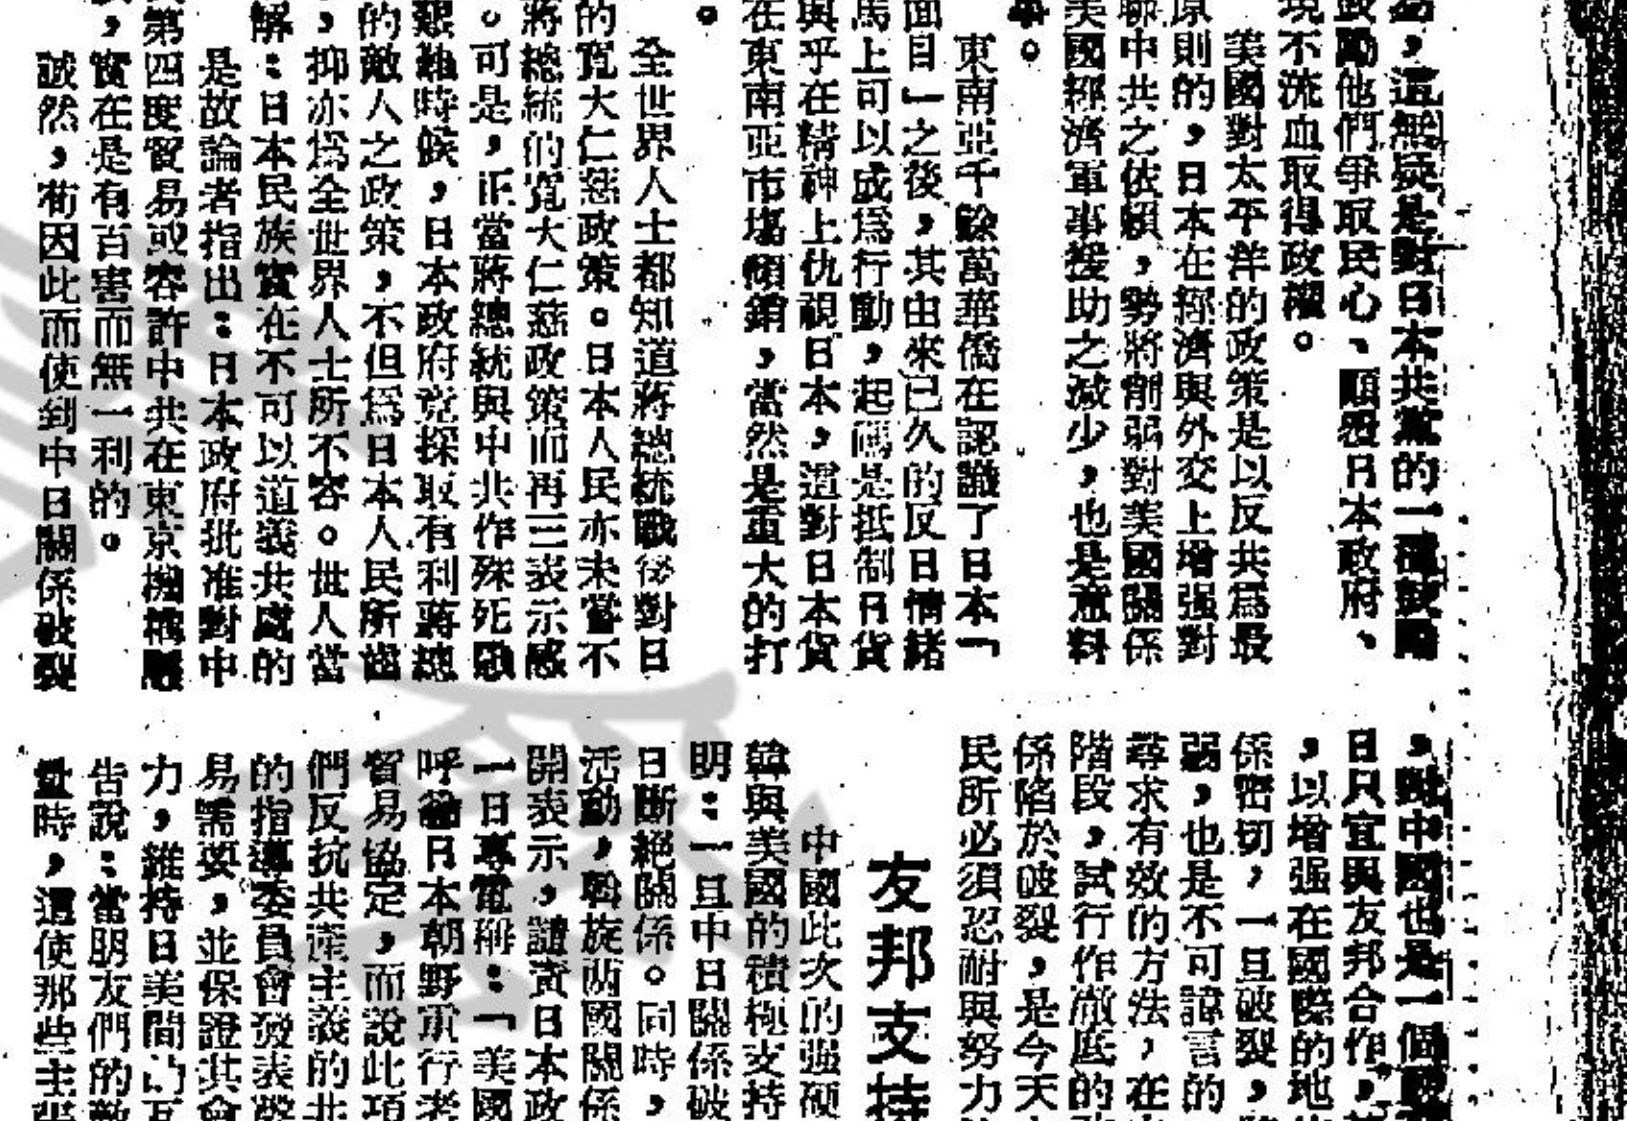 易，這無疑是對日本共黨的一種鼓勵
鼓勵他們爭取民心、顛覆日本政府、
現不流血取得政權。
美國對太平洋的政策是以反共爲最
原則的，日本在經濟與外交上增强對
聯中共之依賴，勢將削弱對美國關係
美國經濟軍事援助之減少，也是意料
事。
東南亞千餘萬華僑在認識了日本「
面目」之後，其由來已久的反日情緒
馬上可以成爲行動，起碼是抵制日貨
與乎在精神上仇視日本，這對日本貨
在東南亞市場傾銷，當然是重大的打
。
全世界人士都知道蔣總統戰後對日
的寬大仁慈政策。日本人民亦未嘗不
蔣總統的寬大仁慈政策而再三表示感
。可是，正當蔣總統與中共作殊死
艱難時候，日本政府竟採取有利蔣總
的敵人之政策，不但爲日本人民所
，抑亦爲全世界人士所不容。世人當
解：日本民族實在不可以道義共處的
是故論者指出：日本政府批准對中
第四度貿易或容許中共在東京機構懸
，實在是有百害而無一利的。
誠然，苟因此而使到中日關係破裂
，對中國也是一個
日只宜與友邦合作，
，以增强在國際的地
係密切，一旦破裂，
弱，也是不可諱言的
尋求有效的方法，在
階段，試行作澈底的
係陷於破裂，是今天
民所必須忍耐與努力
友邦支持
中國此次的强硬
韓與美國的積極支持
明：一旦中日關係破
日斷絕關係。同時，
活動，斡旋兩國關係
開表示，譴責日本政
一日專電稱：「美國
呼籲日本朝野
貿易協定，而說此項
們反抗共產主義的共
的指導委員會發表聲
易需要，並保證其會
力，維持日美間的互
告說：當朋友們的敵
量時，這使那些主張